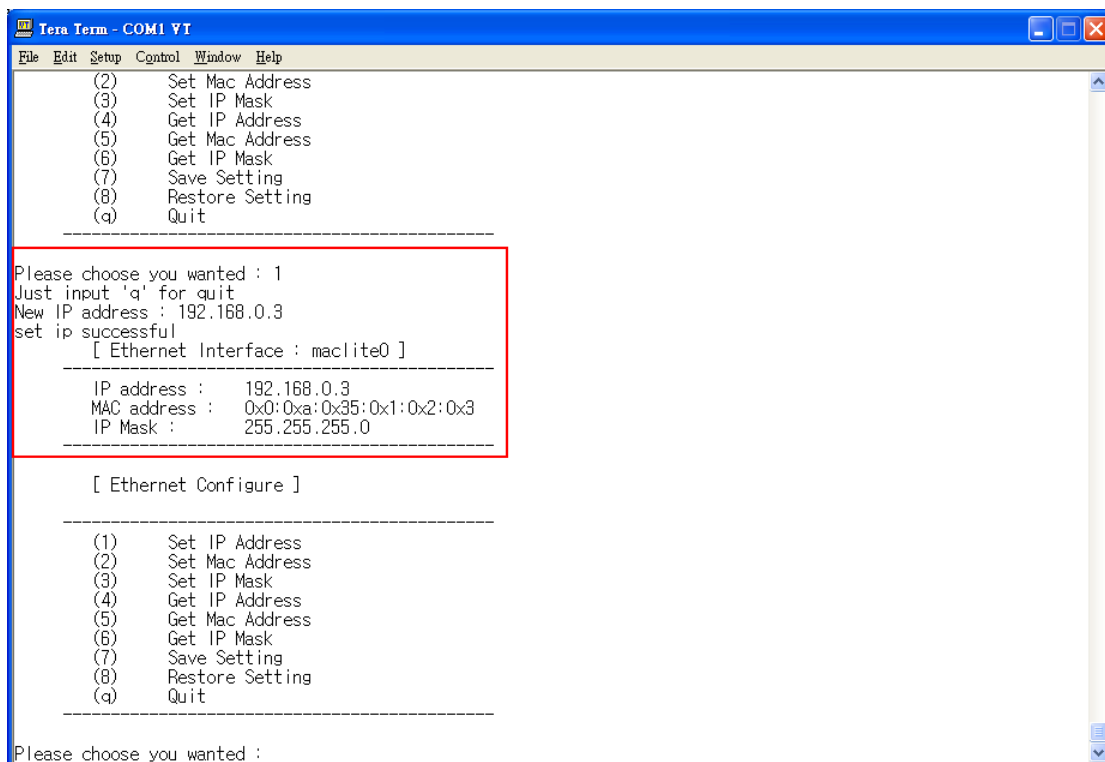 Tera Term - COM1 VT
File Edit Setup Control Window Help
(2) Set Mac Address
(3) Set IP Mask
(4) Get IP Address
(5) Get Mac Address
(6) Get IP Mask
(7) Save Setting
(8) Restore Setting
(q) Quit
---------------------------------------------
Please choose you wanted : 1
Just input 'q' for quit
New IP address : 192.168.0.3
set ip successful
[ Ethernet Interface : maclite0 ]
---------------------------------------------
IP address : 192.168.0.3
MAC address : 0x0:0xa:0x35:0x1:0x2:0x3
IP Mask : 255.255.255.0
---------------------------------------------
[ Ethernet Configure ]
---------------------------------------------
(1) Set IP Address
(2) Set Mac Address
(3) Set IP Mask
(4) Get IP Address
(5) Get Mac Address
(6) Get IP Mask
(7) Save Setting
(8) Restore Setting
(q) Quit
---------------------------------------------
Please choose you wanted :